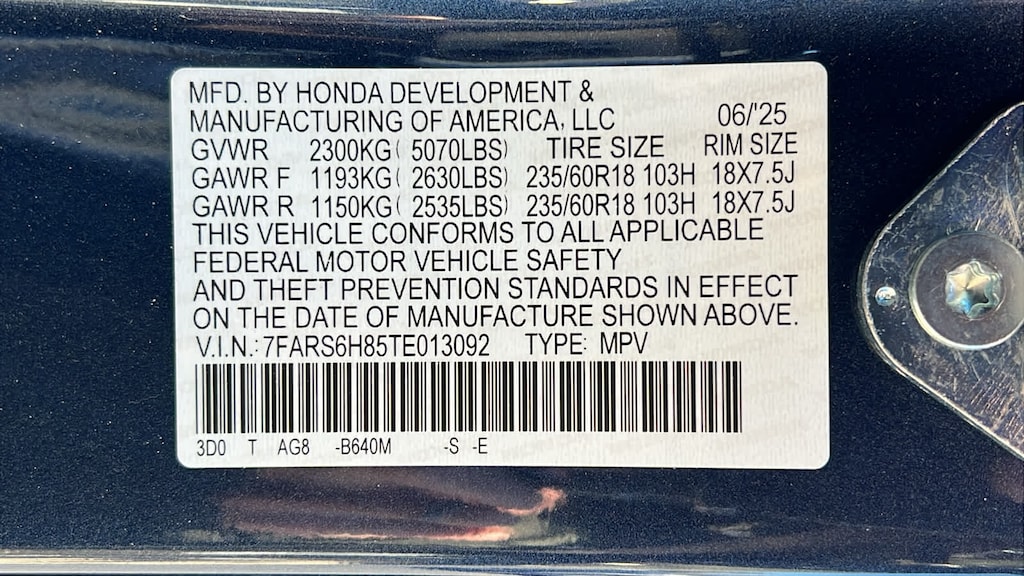 MFD. BY HONDA DEVELOPMENT &
MANUFACTURING OF AMERICA, LLC 06/'25
GVWR 2300KG( 5070LBS) TIRE SIZE RIM SIZE
GAWR F 1193KG( 2630LBS) 235/60R18 103H 18X7.5J
GAWR R 1150KG( 2535LBS) 235/60R18 103H 18X7.5J
THIS VEHICLE CONFORMS TO ALL APPLICABLE
FEDERAL MOTOR VEHICLE SAFETY
AND THEFT PREVENTION STANDARDS IN EFFECT
ON THE DATE OF MANUFACTURE SHOWN ABOVE.
V.I.N.: 7FARS6H85TE013092 TYPE: MPV
3D0 T AG8 -B640M -S -E